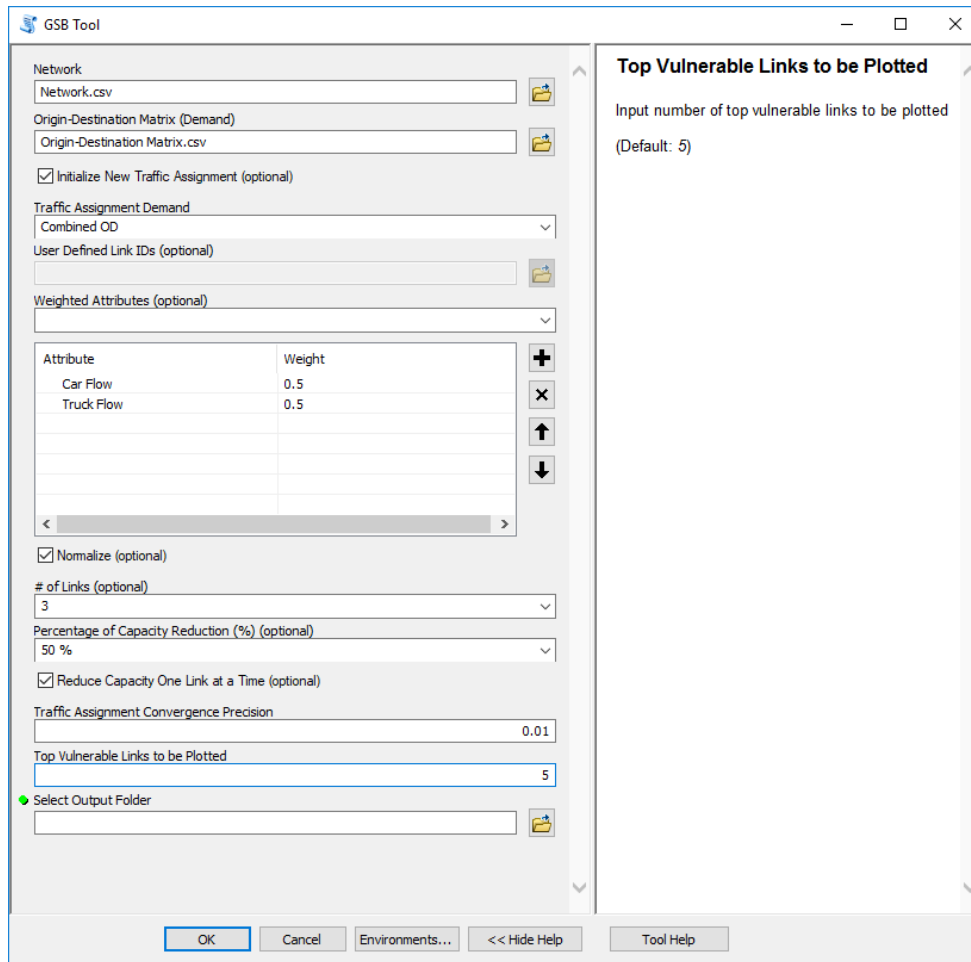 GSB Tool
Network
Network.csv
Origin-Destination Matrix (Demand)
Origin-Destination Matrix.csv
Initialize New Traffic Assignment (optional)
Traffic Assignment Demand
Combined OD
User Defined Link IDs (optional)
Weighted Attributes (optional)
Attribute Weight
Car Flow 0.5
Truck Flow 0.5
Normalize (optional)
# of Links (optional)
3
Percentage of Capacity Reduction (%) (optional)
50 %
Reduce Capacity One Link at a Time (optional)
Traffic Assignment Convergence Precision
0.01
Top Vulnerable Links to be Plotted
5
Select Output Folder
Top Vulnerable Links to be Plotted
Input number of top vulnerable links to be plotted
(Default: 5)
OK Cancel Environments... << Hide Help Tool Help